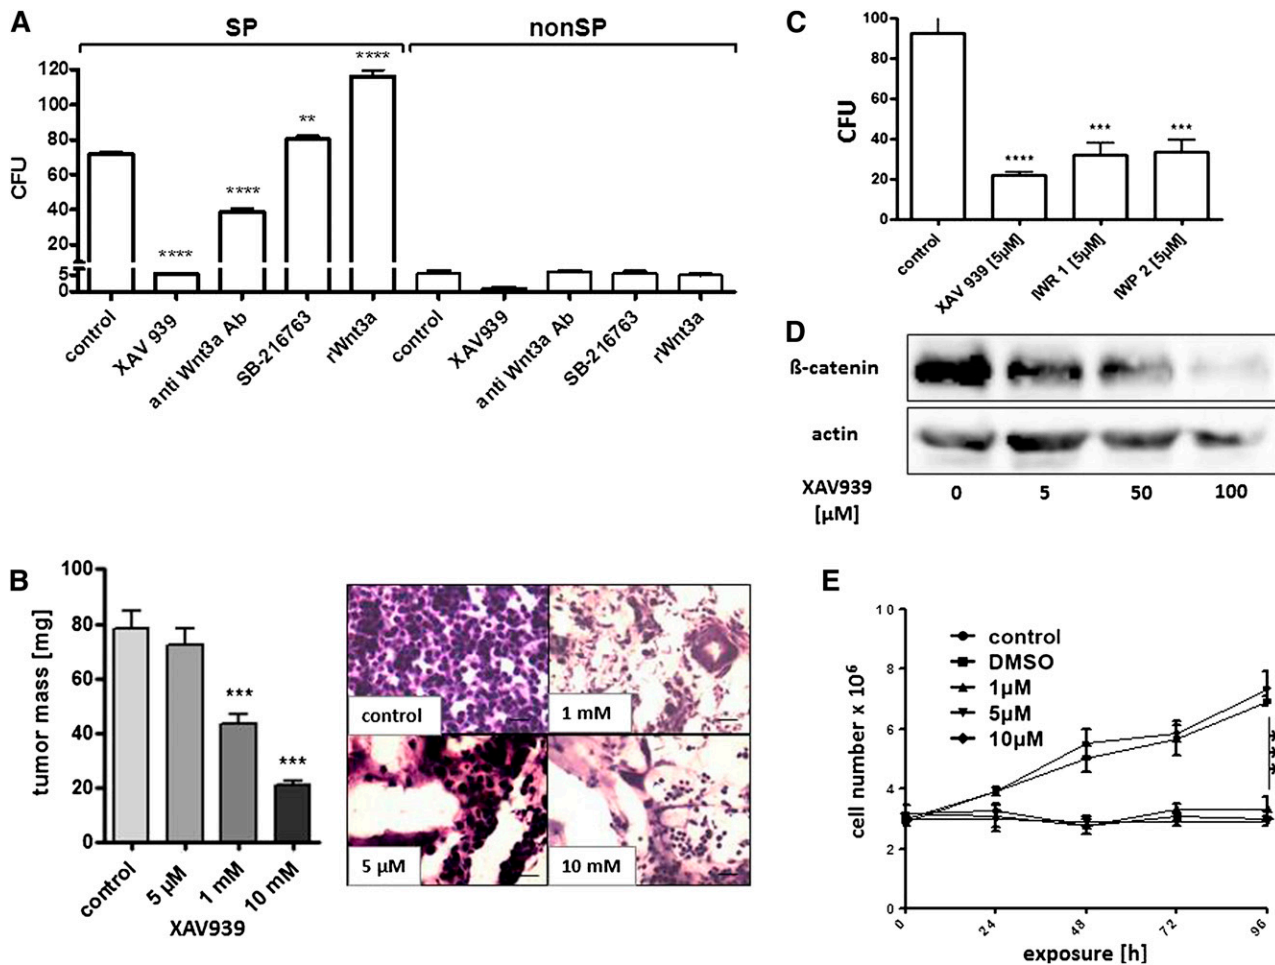 A
SP
nonSP
CFU
120
100
80
60
40
20
5
0
****
****
**
****
control
XAV 939
anti Wnt3a Ab
SB-216763
rWnt3a
control
XAV939
anti Wnt3a Ab
SB-216763
rWnt3a
C
CFU
100
80
60
40
20
0
****
***
***
control
XAV 939 [5µM]
IWR 1 [5µM]
IWP 2 [5µM]
D
ß-catenin
actin
XAV939
[µM]
0 5 50 100
B
tumor mass [mg]
100
80
60
40
20
0
***
***
control
5 µM
1 mM
10 mM
XAV939
control
1 mM
5 µM
10 mM
E
cell number x 10⁶
10
8
6
4
2
0
control
DMSO
1µM
5µM
10µM
***
0
24
48
72
96
exposure [h]